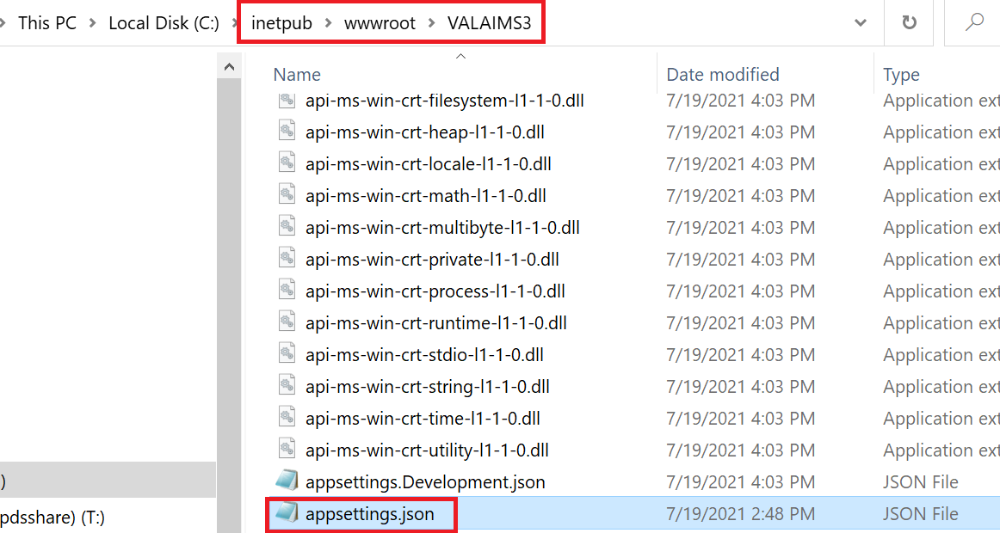 This PC > Local Disk (C:) > inetpub > wwwroot > VALAIMS3
Name Date modified Type
api-ms-win-crt-filesystem-l1-1-0.dll 7/19/2021 4:03 PM Application ext
api-ms-win-crt-heap-l1-1-0.dll 7/19/2021 4:03 PM Application ext
api-ms-win-crt-locale-l1-1-0.dll 7/19/2021 4:03 PM Application ext
api-ms-win-crt-math-l1-1-0.dll 7/19/2021 4:03 PM Application ext
api-ms-win-crt-multibyte-l1-1-0.dll 7/19/2021 4:03 PM Application ext
api-ms-win-crt-private-l1-1-0.dll 7/19/2021 4:03 PM Application ext
api-ms-win-crt-process-l1-1-0.dll 7/19/2021 4:03 PM Application ext
api-ms-win-crt-runtime-l1-1-0.dll 7/19/2021 4:03 PM Application ext
api-ms-win-crt-stdio-l1-1-0.dll 7/19/2021 4:03 PM Application ext
api-ms-win-crt-string-l1-1-0.dll 7/19/2021 4:03 PM Application ext
api-ms-win-crt-time-l1-1-0.dll 7/19/2021 4:03 PM Application ext
api-ms-win-crt-utility-l1-1-0.dll 7/19/2021 4:03 PM Application ext
) appsettings.Development.json 7/19/2021 4:03 PM JSON File
pdsshare) (T:) appsettings.json 7/19/2021 2:48 PM JSON File